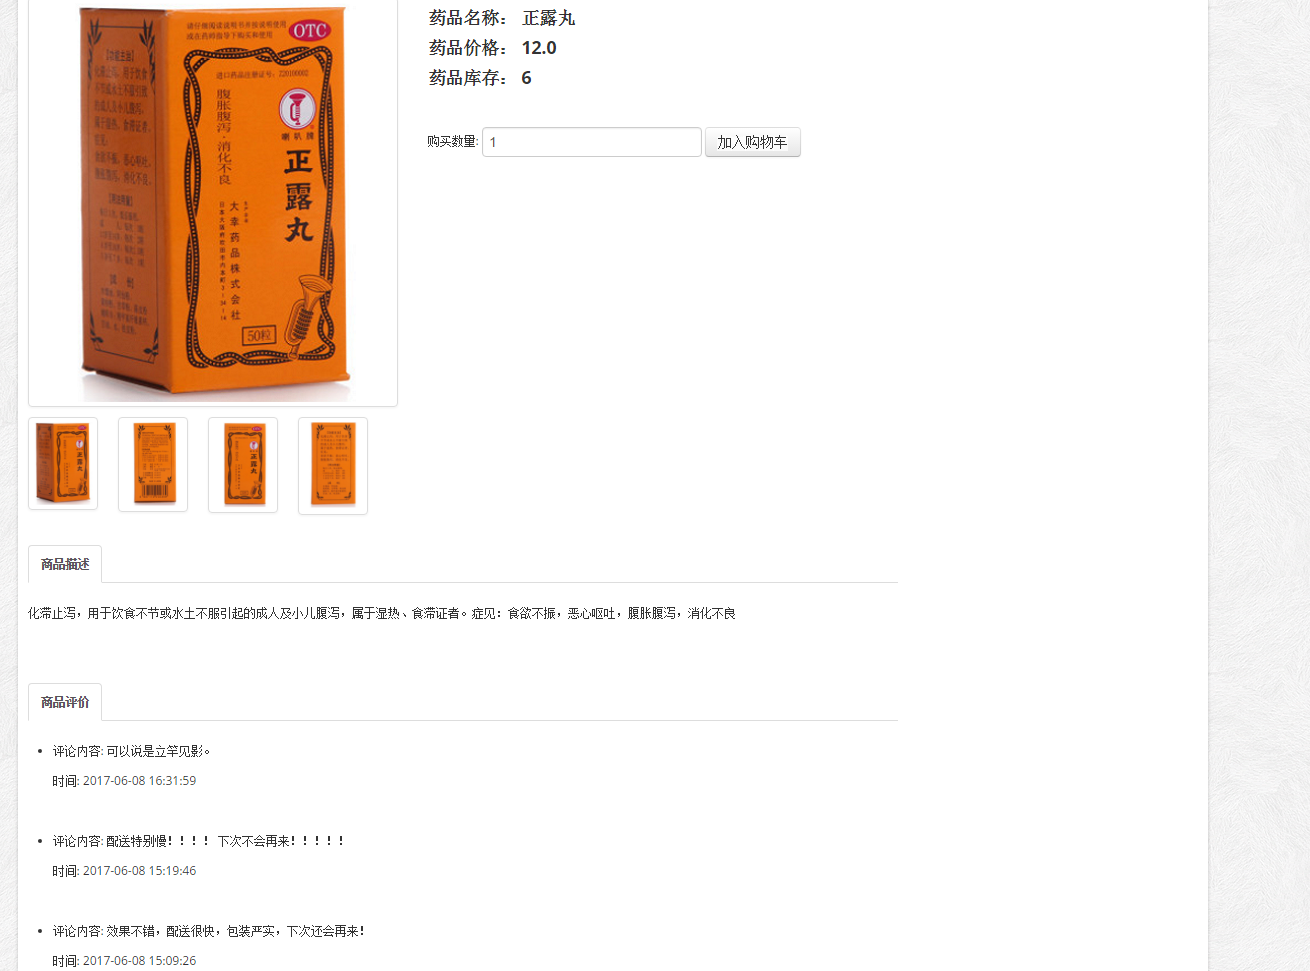 请仔细阅读说明书并按说明使用
或在药师指导下购买和使用
OTC
进口药品注册证号: Z20100002
腹胀腹泻·消化不良
喇叭牌
正露丸
大幸药品株式会社
50粒
【功能主治】
药品名称： 正露丸
药品价格： 12.0
药品库存： 6
购买数量: 1 加入购物车
商品描述
化滞止泻，用于饮食不节或水土不服引起的成人及小儿腹泻，属于湿热、食滞证者。症见：食欲不振，恶心呕吐，腹胀腹泻，消化不良
商品评价
评论内容: 可以说是立竿见影。
时间: 2017-06-08 16:31:59
评论内容: 配送特别慢！！！！ 下次不会再来！！！！！
时间: 2017-06-08 15:19:46
评论内容: 效果不错，配送很快，包装严实，下次还会再来！
时间: 2017-06-08 15:09:26